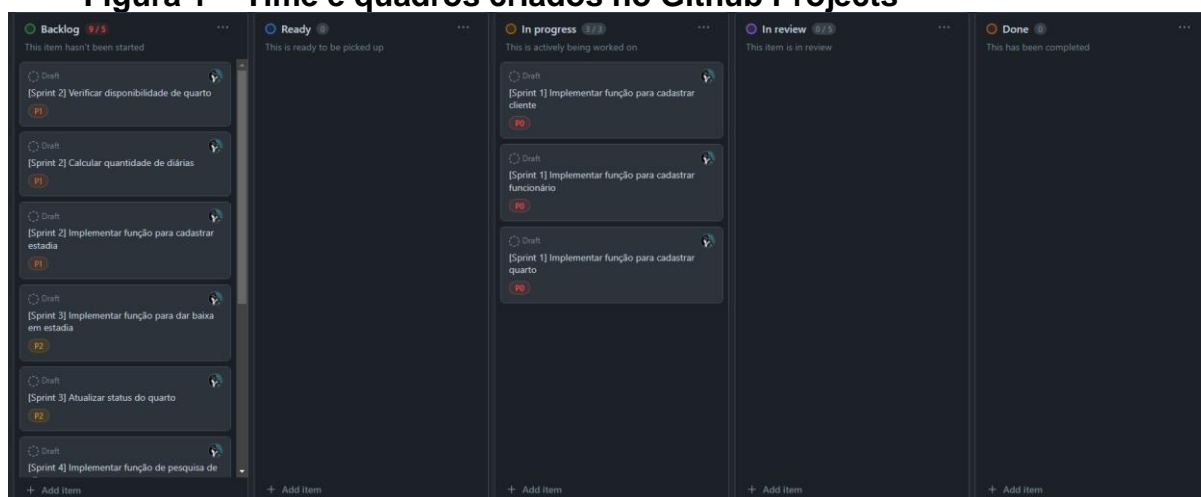 Figura 1 – Time e quadros criados no Github Projects
Backlog 9 / 5
This item hasn't been started
Draft
[Sprint 2] Verificar disponibilidade de quarto
P1
Draft
[Sprint 2] Calcular quantidade de diárias
P1
Draft
[Sprint 2] Implementar função para cadastrar
estadia
P1
Draft
[Sprint 3] Implementar função para dar baixa
em estadia
P2
Draft
[Sprint 3] Atualizar status do quarto
P2
Draft
[Sprint 4] Implementar função de pesquisa de
+ Add item
Ready 0
This is ready to be picked up
+ Add item
In progress 3 / 3
This is actively being worked on
Draft
[Sprint 1] Implementar função para cadastrar
cliente
P0
Draft
[Sprint 1] Implementar função para cadastrar
funcionário
P0
Draft
[Sprint 1] Implementar função para cadastrar
quarto
P0
+ Add item
In review 0 / 5
This item is in review
+ Add item
Done 0
This has been completed
+ Add item